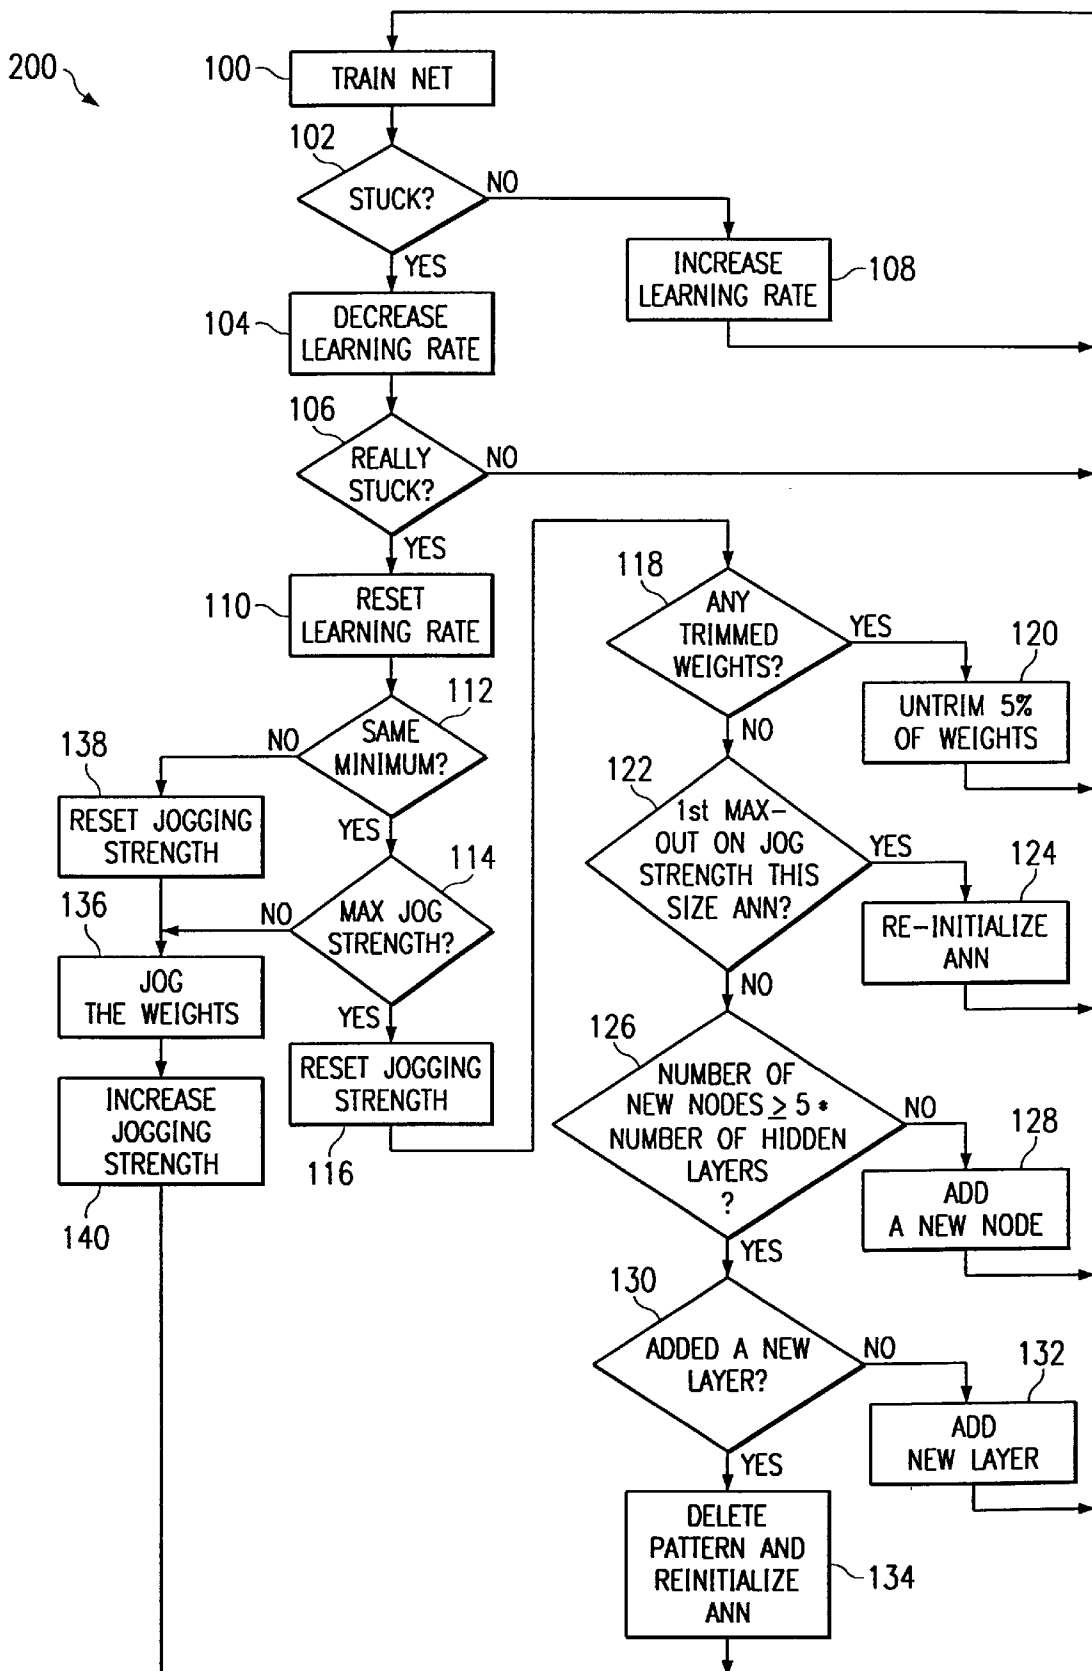 200
100
TRAIN NET
102
STUCK?
NO
YES
INCREASE
LEARNING RATE
108
104
DECREASE
LEARNING RATE
106
REALLY
STUCK?
NO
YES
110
RESET
LEARNING RATE
112
SAME
MINIMUM?
NO
YES
138
RESET JOGGING
STRENGTH
114
MAX JOG
STRENGTH?
NO
YES
136
JOG
THE WEIGHTS
RESET JOGGING
STRENGTH
116
INCREASE
JOGGING
STRENGTH
140
118
ANY
TRIMMED
WEIGHTS?
YES
NO
120
UNTRIM 5%
OF WEIGHTS
122
1st MAX–
OUT ON JOG
STRENGTH THIS
SIZE ANN?
YES
NO
124
RE–INITIALIZE
ANN
126
NUMBER OF
NEW NODES ≥ 5 *
NUMBER OF HIDDEN
LAYERS
?
NO
YES
128
ADD
A NEW NODE
130
ADDED A NEW
LAYER?
NO
YES
132
ADD
NEW LAYER
DELETE
PATTERN AND
REINITIALIZE
ANN
134